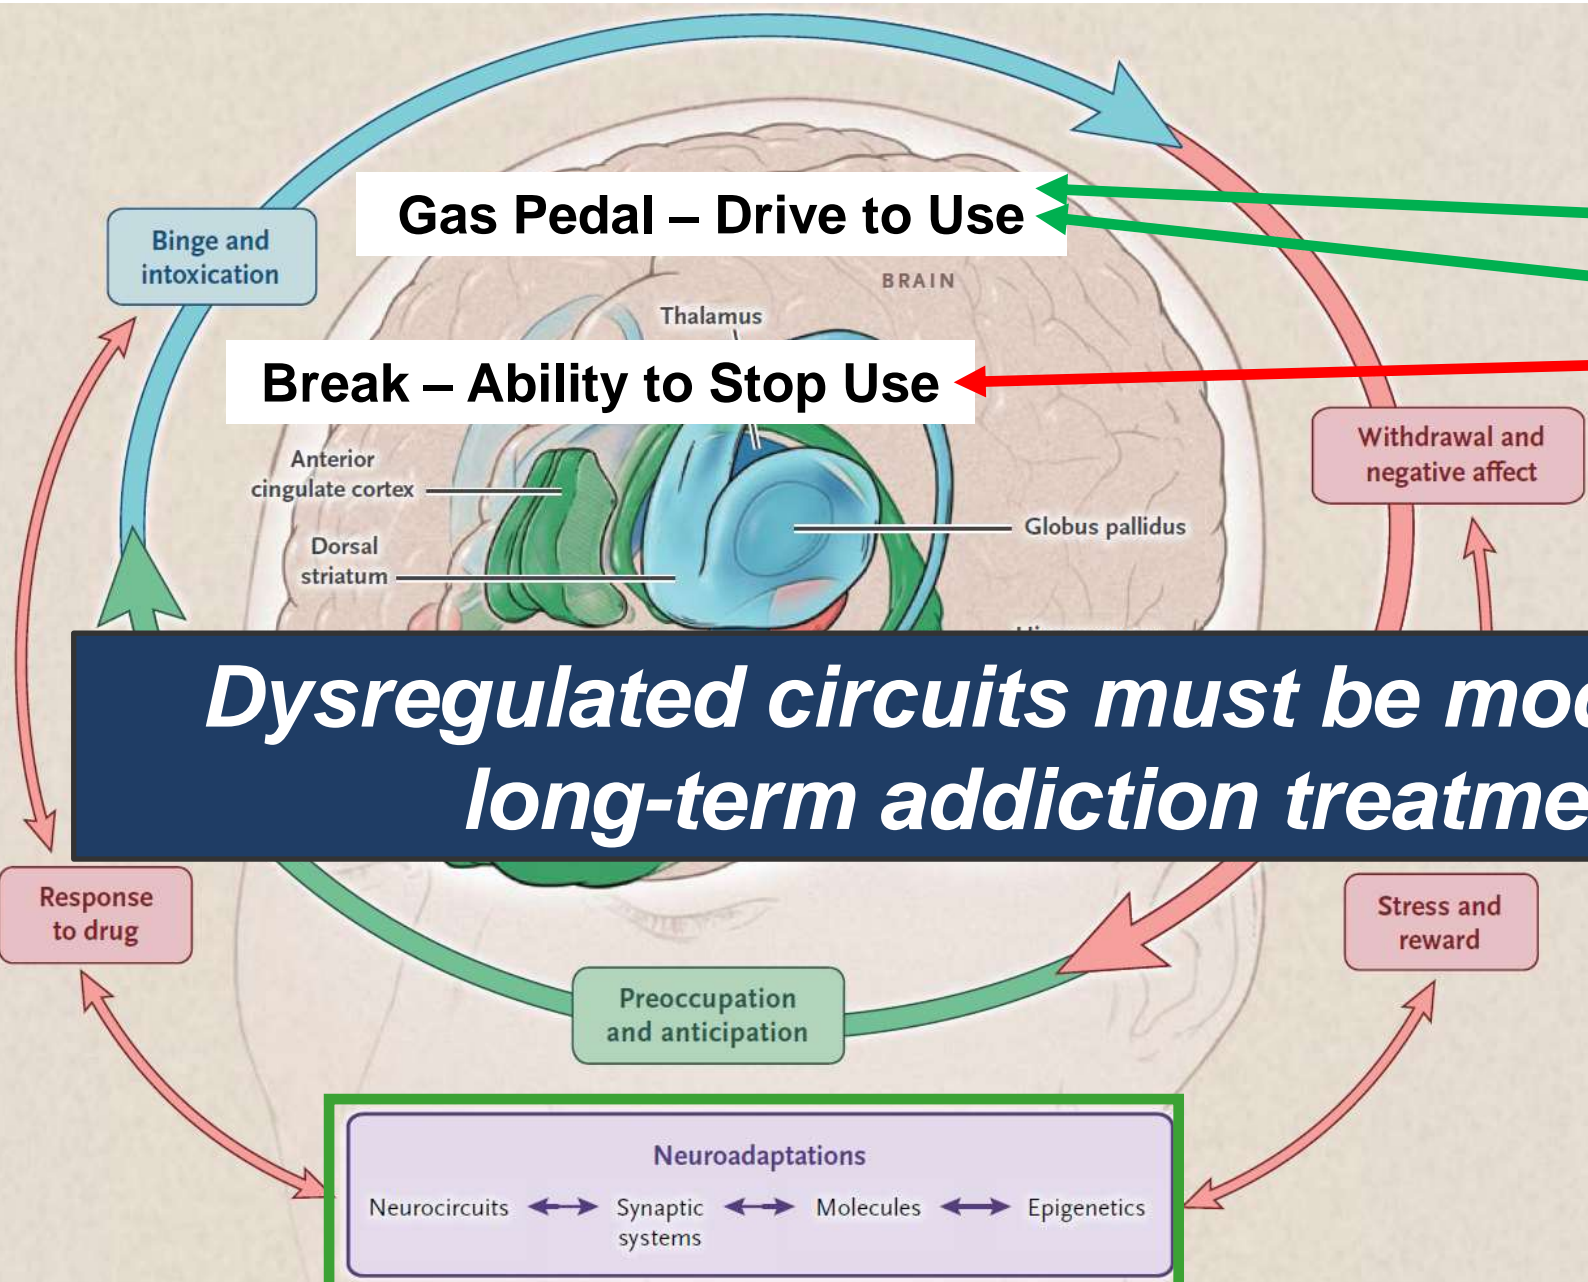 Gas Pedal – Drive to Use
Binge and
intoxication
BRAIN
Thalamus
Break – Ability to Stop Use
Withdrawal and
negative affect
Anterior
cingulate cortex
Globus pallidus
Dorsal
striatum
Dysregulated circuits must be
long-term addiction
Response
to drug
Stress and
reward
Preoccupation
and anticipation
Neuroadaptations
Neurocircuits
Synaptic
systems
Molecules
Epigenetics